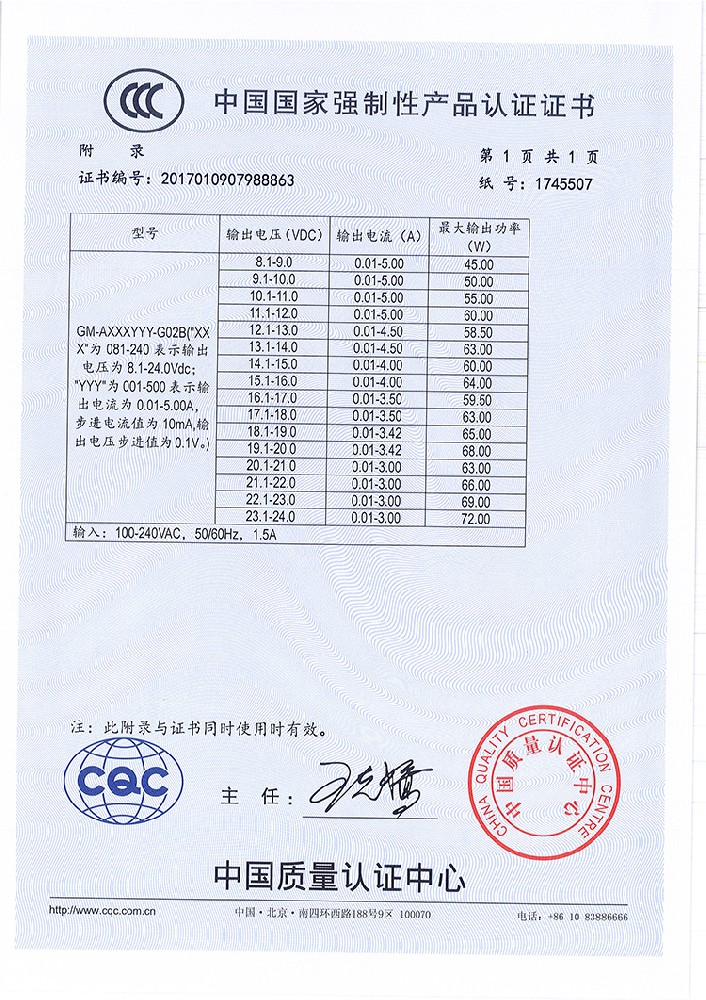 CCC
中国国家强制性产品认证证书
附 录
第 1 页 共 1 页
证书编号：2017010907988863
纸 号：1745507
型号 输出电压(VDC) 输出电流（A） 最大输出功率（W）
GM-AXXXYYY-G02B("XX
X"为 081-240 表示输出
电压为 8.1-24.0Vdc；
"YYY"为 001-500 表示输
出电流为 0.01-5.00A，
步进电流值为 10mA,输
出电压步进值为 0.1V。)
8.1-9.0 0.01-5.00 45.00
9.1-10.0 0.01-5.00 50.00
10.1-11.0 0.01-5.00 55.00
11.1-12.0 0.01-5.00 60.00
12.1-13.0 0.01-4.50 58.50
13.1-14.0 0.01-4.50 63.00
14.1-15.0 0.01-4.00 60.00
15.1-16.0 0.01-4.00 64.00
16.1-17.0 0.01-3.50 59.50
17.1-18.0 0.01-3.50 63.00
18.1-19.0 0.01-3.42 65.00
19.1-20.0 0.01-3.42 68.00
20.1-21.0 0.01-3.00 63.00
21.1-22.0 0.01-3.00 66.00
22.1-23.0 0.01-3.00 69.00
23.1-24.0 0.01-3.00 72.00
输入：100-240VAC，50/60Hz，1.5A
注：此附录与证书同时使用时有效。
CQC
主 任：
CHINA QUALITY CERTIFICATION CENTRE
中国质量认证中心
中国质量认证中心
http://www.ccc.com.cn
中国·北京·南四环西路188号9区 100070
电话：+86 10 83886666